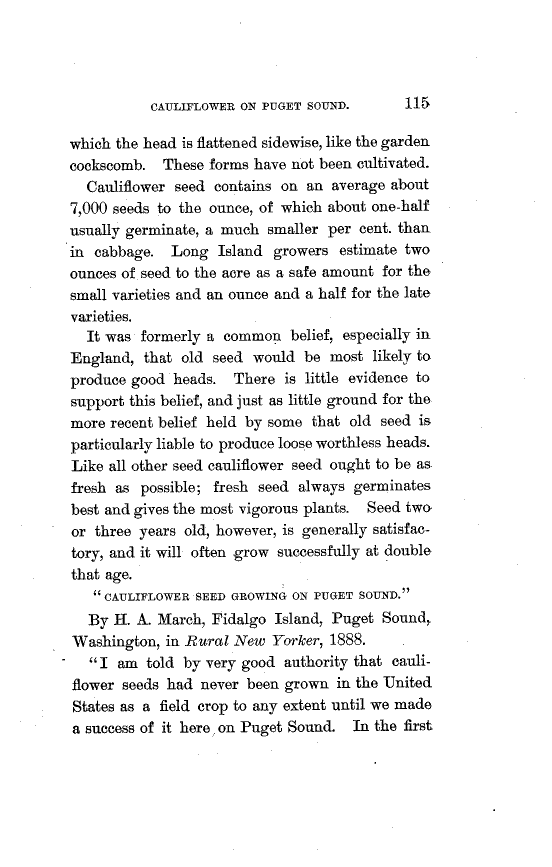 CAULIFLOWER ON PUGET SOUND. 115
which the head is flattened sidewise, like the garden
cockscomb. These forms have not been cultivated.
Cauliflower seed contains on an average about
7,000 seeds to the ounce, of which about one-half
usually germinate, a much smaller per cent. than
in cabbage. Long Island growers estimate two
ounces of seed to the acre as a safe amount for the
small varieties and an ounce and a half for the late
varieties.
It was formerly a common belief, especially in
England, that old seed would be most likely to
produce good heads. There is little evidence to
support this belief, and just as little ground for the
more recent belief held by some that old seed is
particularly liable to produce loose worthless heads.
Like all other seed cauliflower seed ought to be as
fresh as possible; fresh seed always germinates
best and gives the most vigorous plants. Seed two
or three years old, however, is generally satisfac-
tory, and it will often grow successfully at double
that age.
"CAULIFLOWER SEED GROWING ON PUGET SOUND."
By H. A. March, Fidalgo Island, Puget Sound,
Washington, in Rural New Yorker, 1888.
"I am told by very good authority that cauli-
flower seeds had never been grown in the United
States as a field crop to any extent until we made
a success of it here on Puget Sound. In the first